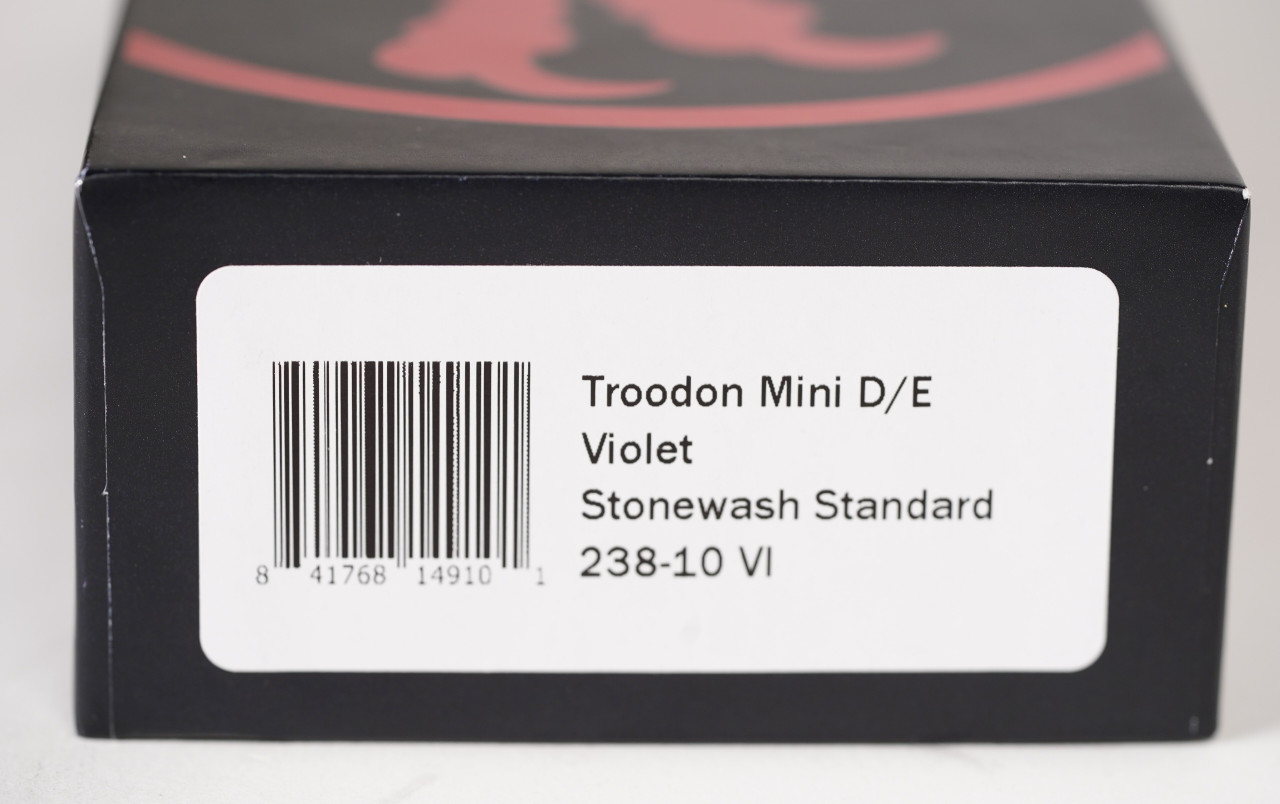 Troodon Mini D/E
Violet
Stonewash Standard
238-10 VI
8 41768 14910 1